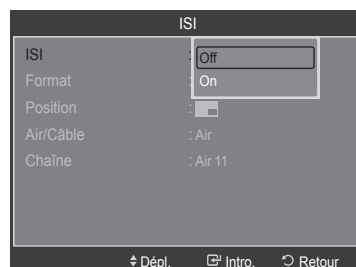 ISI
ISI : Off
On
Format
Position :
Air/Câble : Air
Chaîne : Air 11
Dépl. Intro. Retour